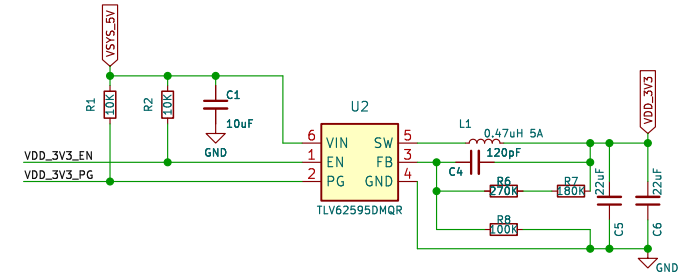 VSYS_5V
R1
10K
R2
10K
C1
10uF
GND
VDD_3V3_EN
VDD_3V3_PG
U2
6
VIN
SW
5
1
EN
FB
3
2
PG
GND
4
TLV62595DMQR
L1
0.47uH 5A
120pF
C4
R6
270K
R7
180K
R8
100K
VDD_3V3
22uF
C5
22uF
C6
GND